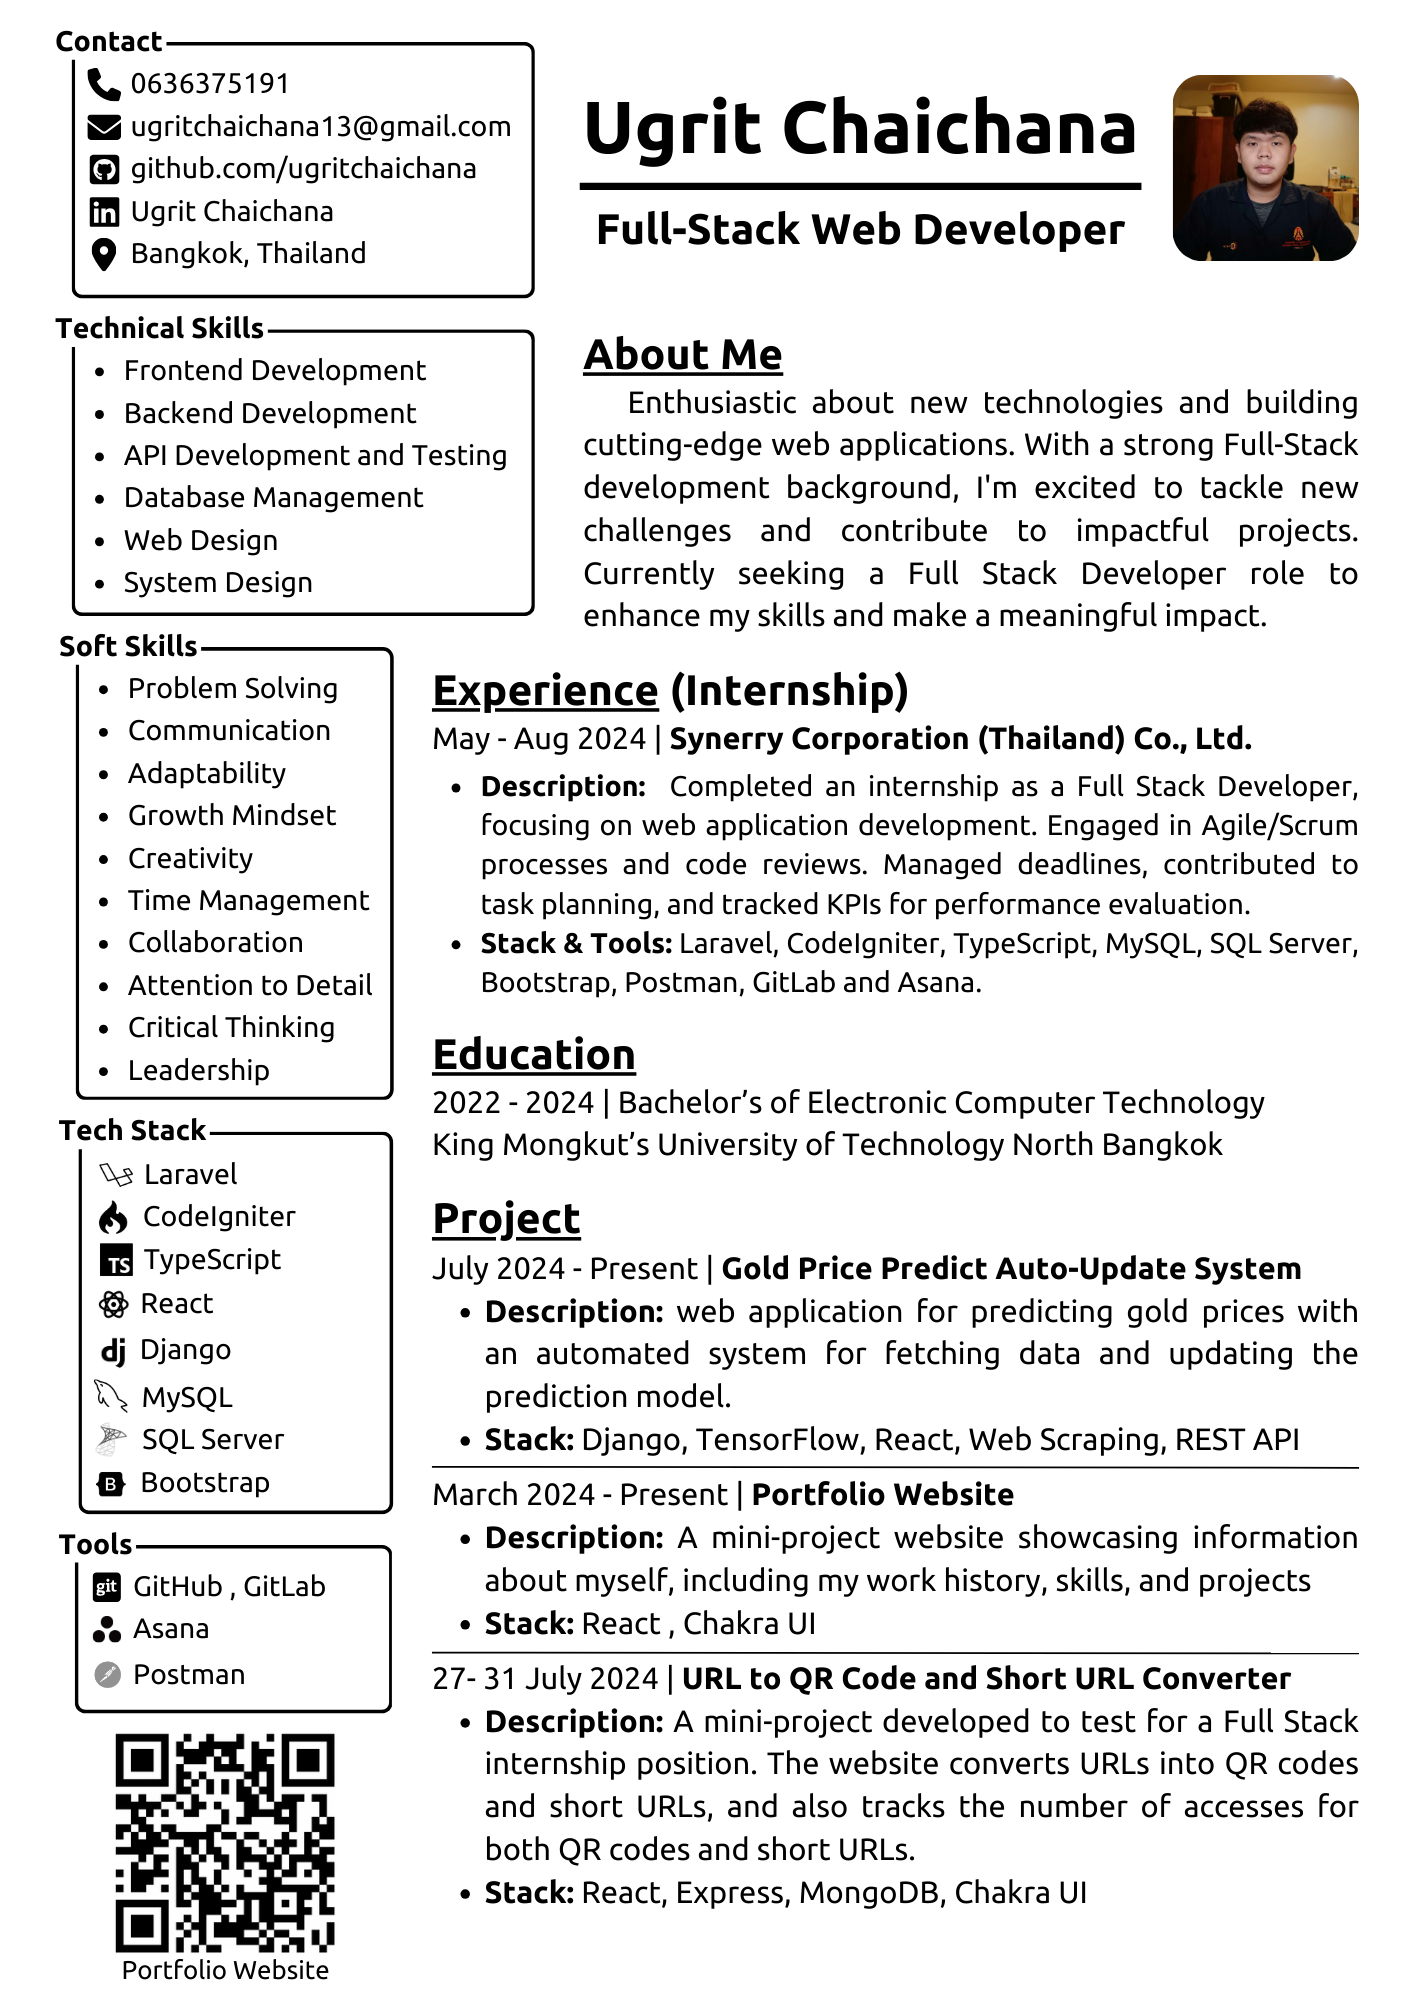 Contact
0636375191
ugritchaichana13@gmail.com
github.com/ugritchaichana
Ugrit Chaichana
Bangkok, Thailand
Ugrit Chaichana
Full-Stack Web Developer
Technical Skills
• Frontend Development
• Backend Development
• API Development and Testing
• Database Management
• Web Design
• System Design
About Me
Enthusiastic about new technologies and building
cutting-edge web applications. With a strong Full-Stack
development background, I'm excited to tackle new
challenges and contribute to impactful projects.
Currently seeking a Full Stack Developer role to
enhance my skills and make a meaningful impact.
Soft Skills
• Problem Solving
• Communication
• Adaptability
• Growth Mindset
• Creativity
• Time Management
• Collaboration
• Attention to Detail
• Critical Thinking
• Leadership
Tech Stack
Laravel
CodeIgniter
TS TypeScript
React
dj Django
MySQL
SQL Server
B Bootstrap
Tools
git GitHub , GitLab
Asana
Postman
Portfolio Website
Experience (Internship)
May - Aug 2024 | Synerry Corporation (Thailand) Co., Ltd.
• Description: Completed an internship as a Full Stack Developer,
focusing on web application development. Engaged in Agile/Scrum
processes and code reviews. Managed deadlines, contributed to
task planning, and tracked KPIs for performance evaluation.
• Stack & Tools: Laravel, CodeIgniter, TypeScript, MySQL, SQL Server,
Bootstrap, Postman, GitLab and Asana.
Education
2022 - 2024 | Bachelor’s of Electronic Computer Technology
King Mongkut’s University of Technology North Bangkok
Project
July 2024 - Present | Gold Price Predict Auto-Update System
• Description: web application for predicting gold prices with
an automated system for fetching data and updating the
prediction model.
• Stack: Django, TensorFlow, React, Web Scraping, REST API
March 2024 - Present | Portfolio Website
• Description: A mini-project website showcasing information
about myself, including my work history, skills, and projects
• Stack: React , Chakra UI
27- 31 July 2024 | URL to QR Code and Short URL Converter
• Description: A mini-project developed to test for a Full Stack
internship position. The website converts URLs into QR codes
and short URLs, and also tracks the number of accesses for
both QR codes and short URLs.
• Stack: React, Express, MongoDB, Chakra UI